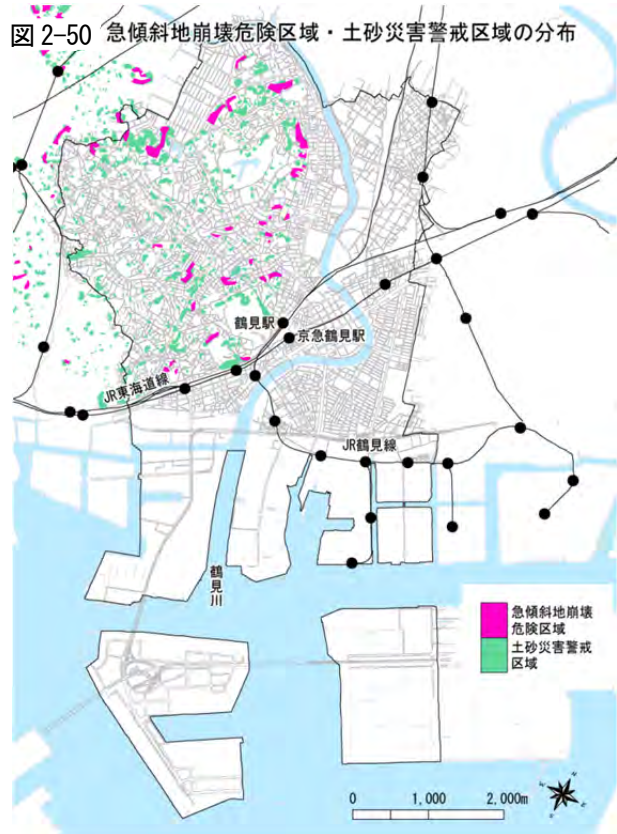 図 2-50 急傾斜地崩壊危険区域・土砂災害警戒区域の分布
鶴見駅
京急鶴見駅
JR東海道線
JR鶴見線
鶴見川
急傾斜地崩壊
危険区域
土砂災害警戒
区域
0 1,000 2,000m